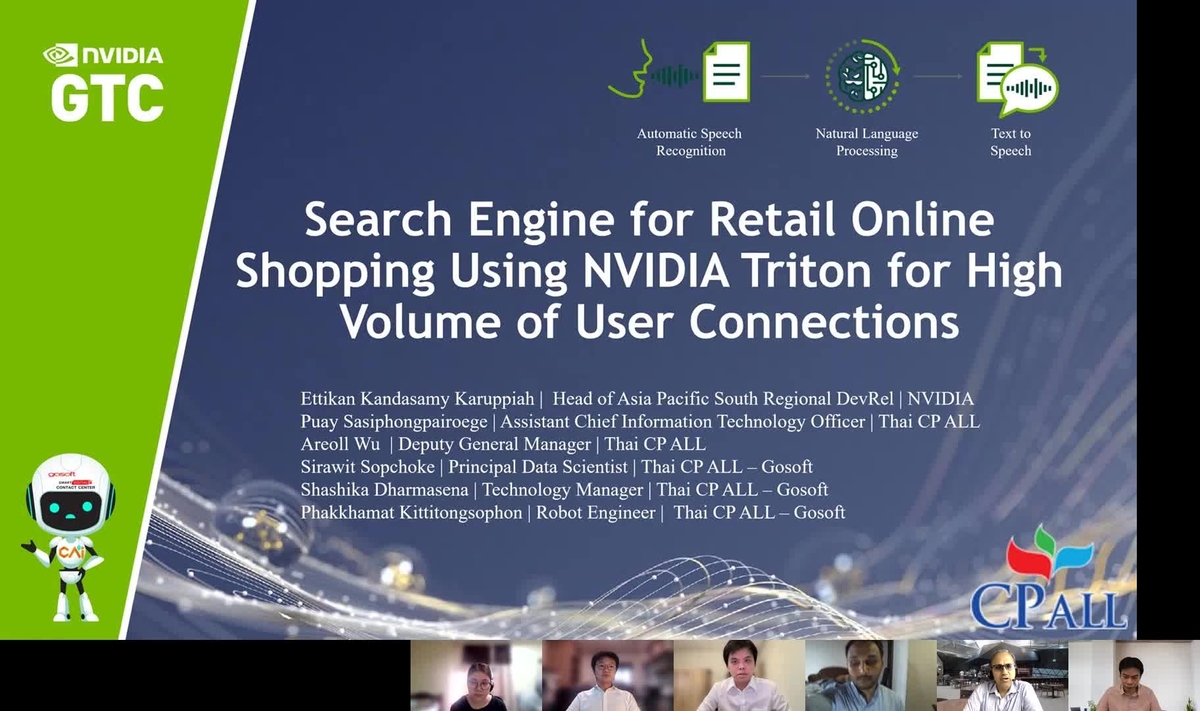 NVIDIA
GTC
Automatic Speech
Recognition
Natural Language
Processing
Text to
Speech
Search Engine for Retail Online
Shopping Using NVIDIA Triton for High
Volume of User Connections
Ettikan Kandasamy Karuppiah | Head of Asia Pacific South Regional DevRel | NVIDIA
Puay Sasiphongpairoege | Assistant Chief Information Technology Officer | Thai CP ALL
Areoll Wu | Deputy General Manager | Thai CP ALL
Sirawit Sopchoke | Principal Data Scientist | Thai CP ALL – Gosoft
Shashika Dharmasena | Technology Manager | Thai CP ALL – Gosoft
Phakkhamat Kittitongsophon | Robot Engineer | Thai CP ALL – Gosoft
gosoft
CONTACT CENTER
CAi
CP ALL